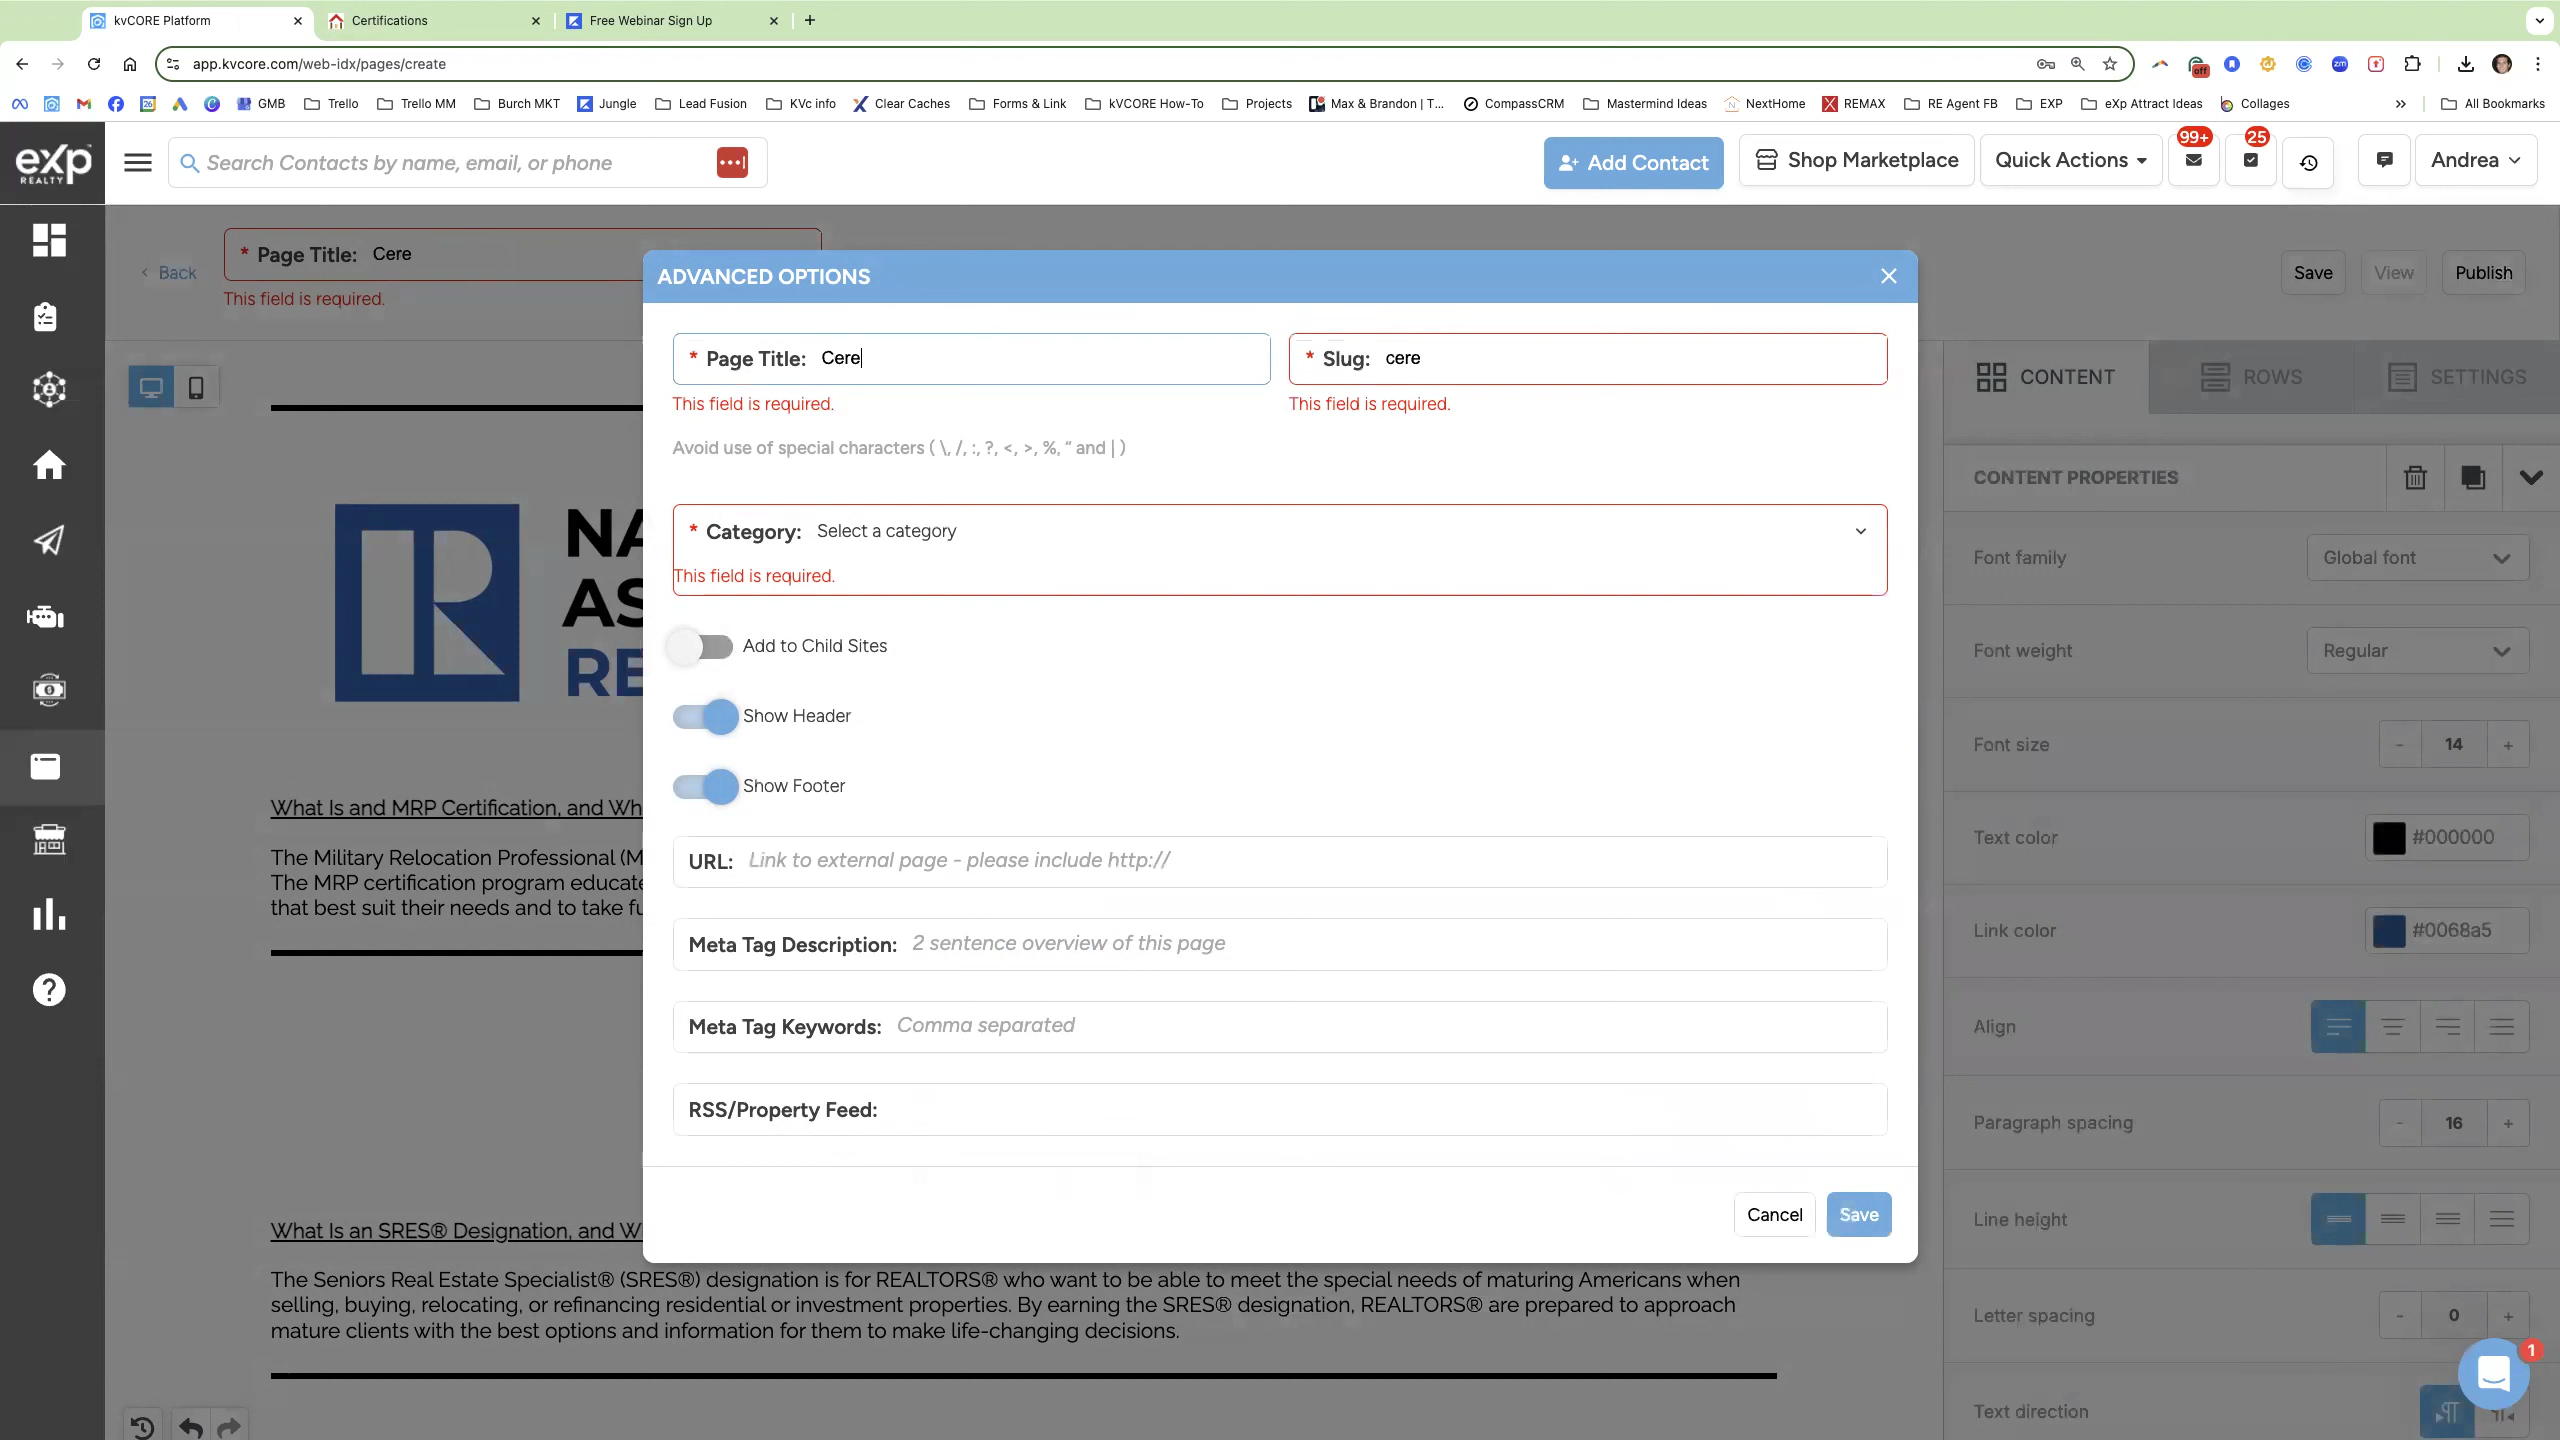 kvCORE Platform
Certifications
Free Webinar Sign Up
app.kvcore.com/web-idx/pages/create
off
GMB
Trello
Trello MM
Burch MKT
Jungle
Lead Fusion
KVc info
Clear Caches
Forms & Link
kVCORE How-To
Projects
Max & Brandon | T...
CompassCRM
Mastermind Ideas
NextHome
REMAX
RE Agent FB
EXP
eXp Attract Ideas
Collages
All Bookmarks
eXp
REALTY
Search Contacts by name, email, or phone
Add Contact
Shop Marketplace
Quick Actions
99+
25
Andrea
Back
* Page Title: Cere
This field is required.
Save
View
Publish
ADVANCED OPTIONS
* Page Title: Cere
This field is required.
* Slug: cere
This field is required.
Avoid use of special characters ( \, /, :, ?, <, >, %, “ and | )
* Category: Select a category
This field is required.
Add to Child Sites
Show Header
Show Footer
URL: Link to external page - please include http://
Meta Tag Description: 2 sentence overview of this page
Meta Tag Keywords: Comma separated
RSS/Property Feed:
Cancel
Save
CONTENT
ROWS
SETTINGS
CONTENT PROPERTIES
Font family
Global font
Font weight
Regular
Font size
- 14 +
Text color
#000000
Link color
#0068a5
Align
Paragraph spacing
- 16 +
Line height
Letter spacing
- 0 +
Text direction
1
R
NA
AS
RE
What Is and MRP Certification, and Wh
The Military Relocation Professional (M
The MRP certification program educate
that best suit their needs and to take fu
What Is an SRES® Designation, and W
The Seniors Real Estate Specialist® (SRES®) designation is for REALTORS® who want to be able to meet the special needs of maturing Americans when
selling, buying, relocating, or refinancing residential or investment properties. By earning the SRES® designation, REALTORS® are prepared to approach
mature clients with the best options and information for them to make life-changing decisions.